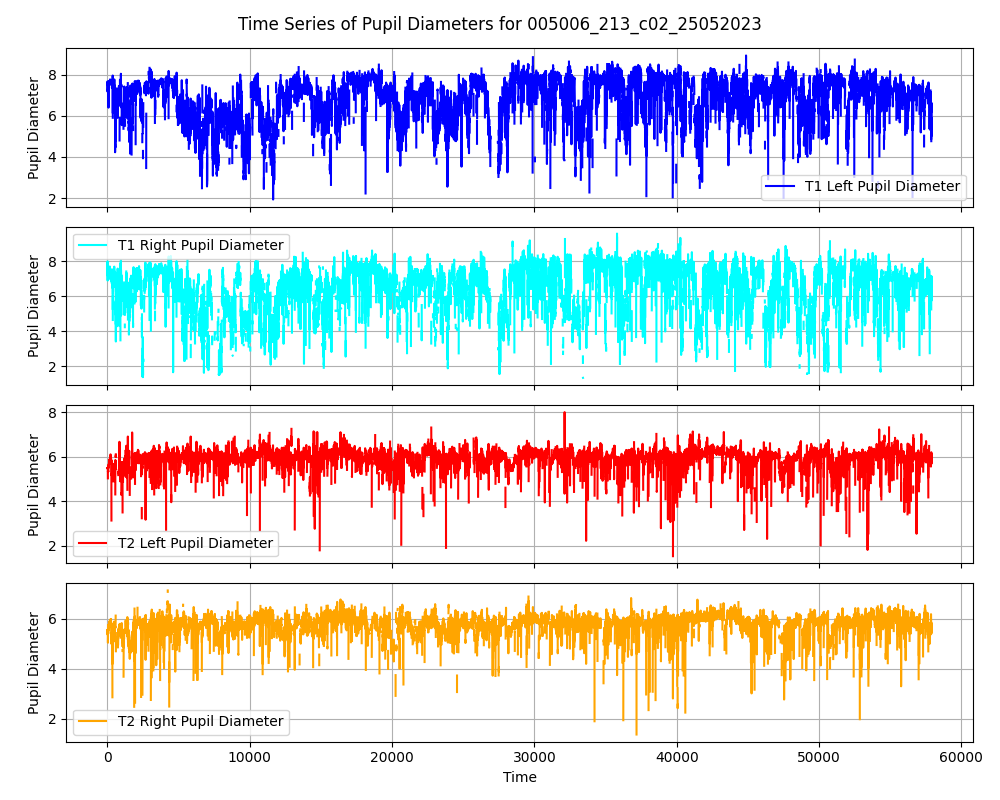 Time Series of Pupil Diameters for 005006_213_c02_25052023
Pupil Diameter
8
6
4
2
T1 Left Pupil Diameter
Pupil Diameter
8
6
4
2
T1 Right Pupil Diameter
Pupil Diameter
8
6
4
2
T2 Left Pupil Diameter
Pupil Diameter
6
4
2
T2 Right Pupil Diameter
0 10000 20000 30000 40000 50000 60000
Time